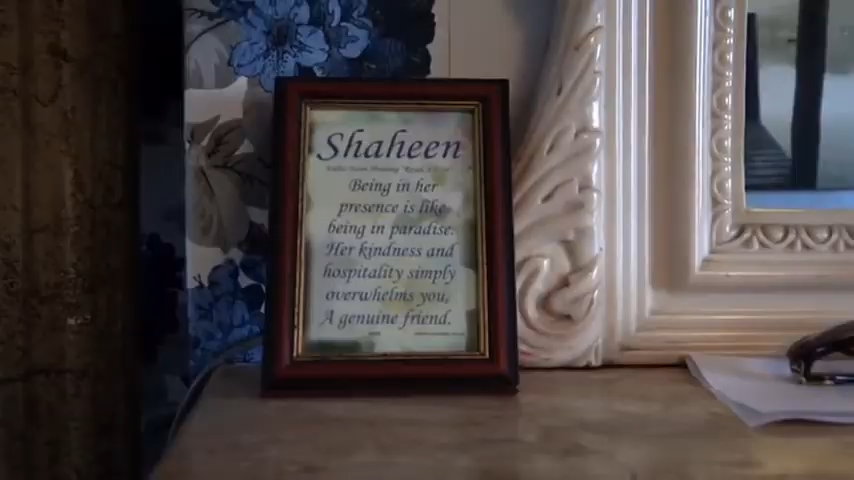 Shaheen
Being in her
presence is like
being in paradise.
Her kindness and
hospitality simply
overwhelms you,
A genuine friend.